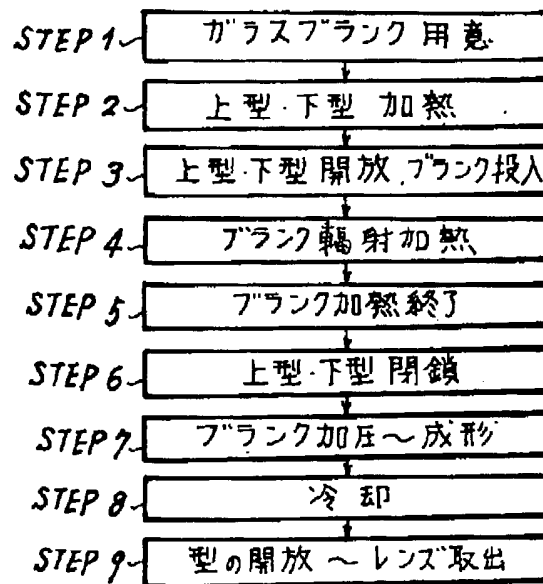 STEP 1 ガラスブランク用意
STEP 2 上型·下型 加熱
STEP 3 上型·下型 開放、ブランク投入
STEP 4 ブランク輻射加熱
STEP 5 ブランク加熱終了
STEP 6 上型·下型 閉鎖
STEP 7 ブランク加圧〜成形
STEP 8 冷却
STEP 9 型の開放〜レンズ取出